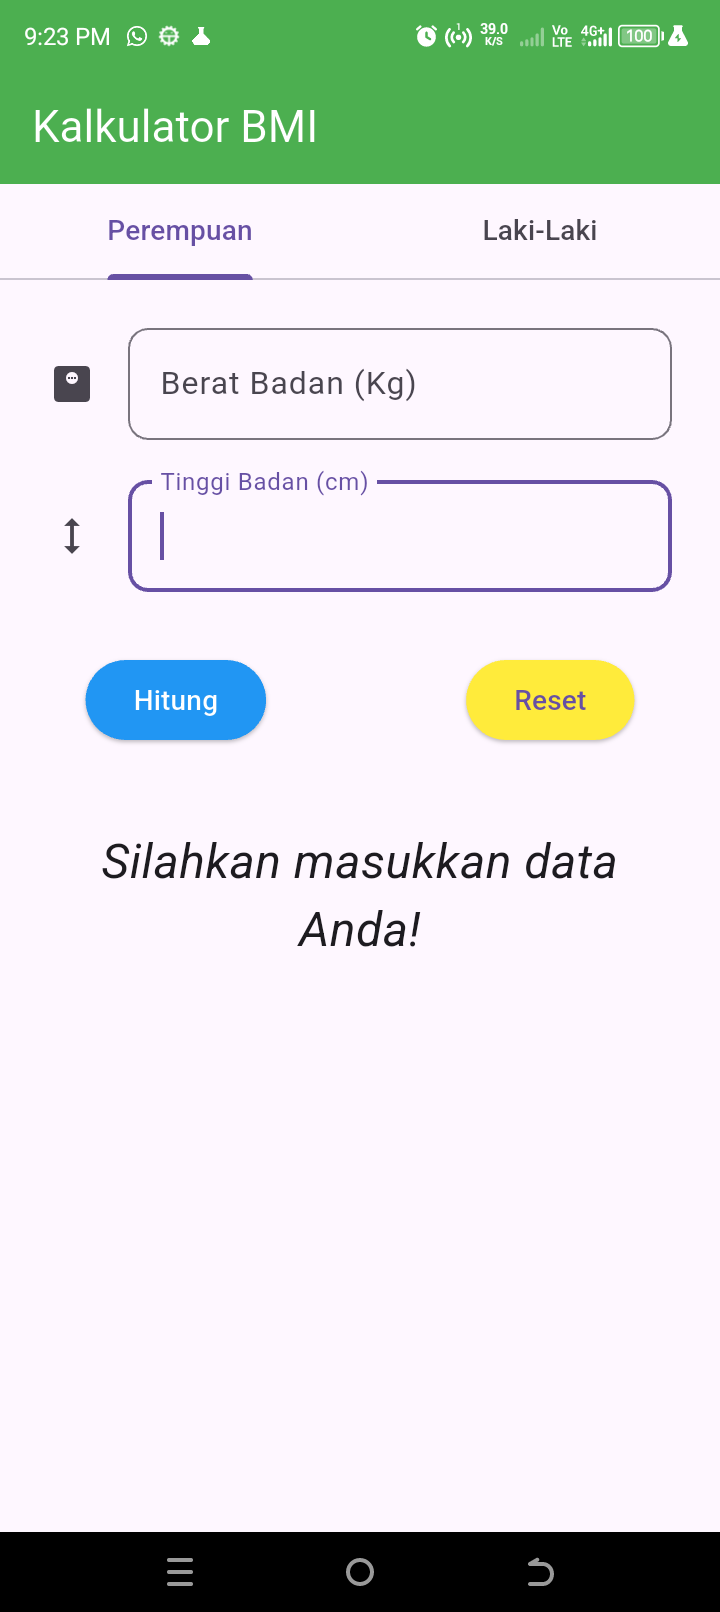 9:23 PM
1
39.0
K/S
Vo
LTE
4G+
100
Kalkulator BMI
Perempuan
Laki-Laki
Berat Badan (Kg)
Tinggi Badan (cm)
Hitung
Reset
Silahkan masukkan data
Anda!